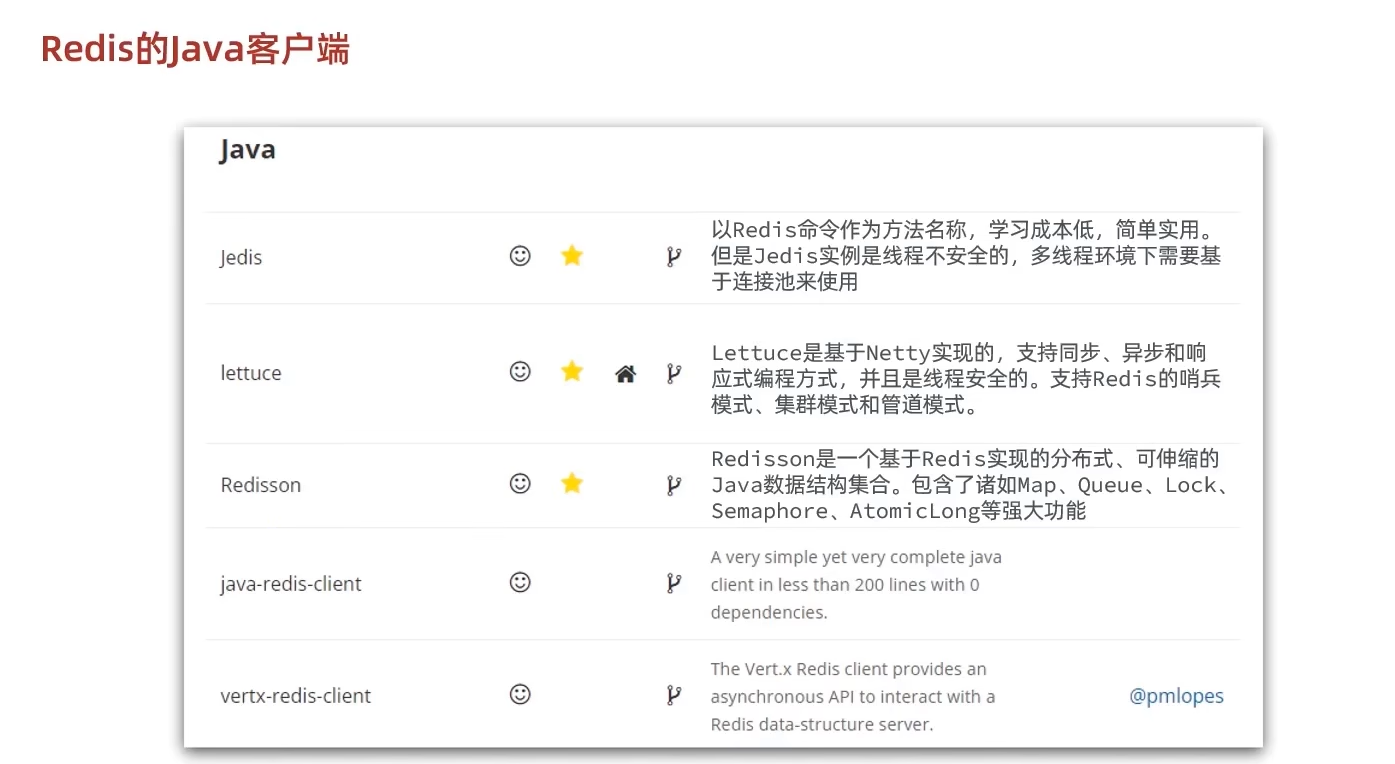 Redis的Java客户端
Java
Jedis
以Redis命令作为方法名称，学习成本低，简单实用。
但是Jedis实例是线程不安全的，多线程环境下需要基
于连接池来使用
lettuce
Lettuce是基于Netty实现的，支持同步、异步和响
应式编程方式，并且是线程安全的。支持Redis的哨兵
模式、集群模式和管道模式。
Redisson
Redisson是一个基于Redis实现的分布式、可伸缩的
Java数据结构集合。包含了诸如Map、Queue、Lock、
Semaphore、AtomicLong等强大功能
java-redis-client
A very simple yet very complete java
client in less than 200 lines with 0
dependencies.
vertx-redis-client
The Vert.x Redis client provides an
asynchronous API to interact with a
Redis data-structure server.
@pmlopes